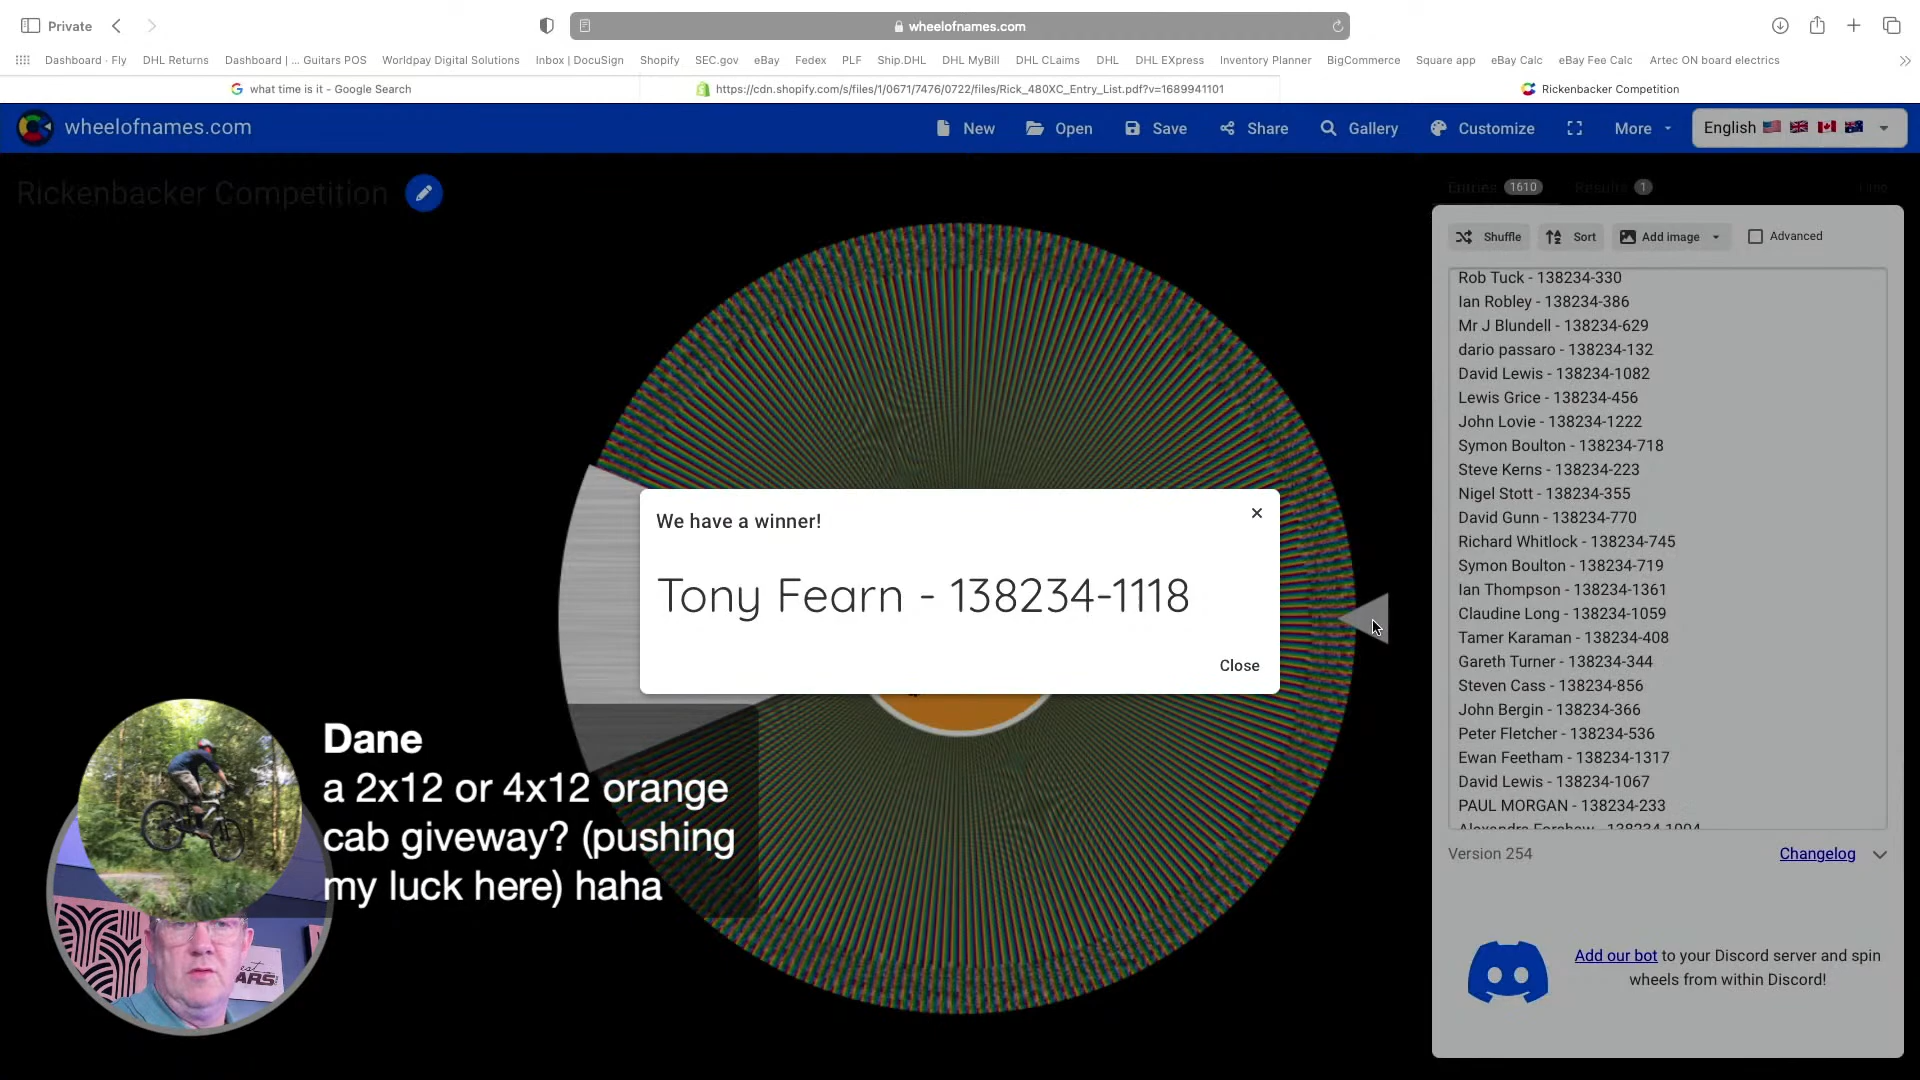 Private
wheelofnames.com
Dashboard · Fly
DHL Returns
Dashboard | ... Guitars POS
Worldpay Digital Solutions
Inbox | DocuSign
Shopify
SEC.gov
eBay
Fedex
PLF
Ship.DHL
DHL MyBill
DHL CLaims
DHL
DHL EXpress
Inventory Planner
BigCommerce
Square app
eBay Calc
eBay Fee Calc
Artec ON board electrics
what time is it - Google Search
https://cdn.shopify.com/s/files/1/0671/7476/0722/files/Rick_480XC_Entry_List.pdf?v=1689941101
Rickenbacker Competition
wheelofnames.com
New
Open
Save
Share
Gallery
Customize
More
English
Rickenbacker Competition
Entries 1610
Results 1
Hide
Shuffle
Sort
Add image
Advanced
Rob Tuck - 138234-330
Ian Robley - 138234-386
Mr J Blundell - 138234-629
dario passaro - 138234-132
David Lewis - 138234-1082
Lewis Grice - 138234-456
John Lovie - 138234-1222
Symon Boulton - 138234-718
Steve Kerns - 138234-223
Nigel Stott - 138234-355
David Gunn - 138234-770
Richard Whitlock - 138234-745
Symon Boulton - 138234-719
Ian Thompson - 138234-1361
Claudine Long - 138234-1059
Tamer Karaman - 138234-408
Gareth Turner - 138234-344
Steven Cass - 138234-856
John Bergin - 138234-366
Peter Fletcher - 138234-536
Ewan Feetham - 138234-1317
David Lewis - 138234-1067
PAUL MORGAN - 138234-233
We have a winner!
Tony Fearn - 138234-1118
Close
Dane
a 2x12 or 4x12 orange
cab giveway? (pushing
my luck here) haha
Version 254
Changelog
Add our bot to your Discord server and spin
wheels from within Discord!